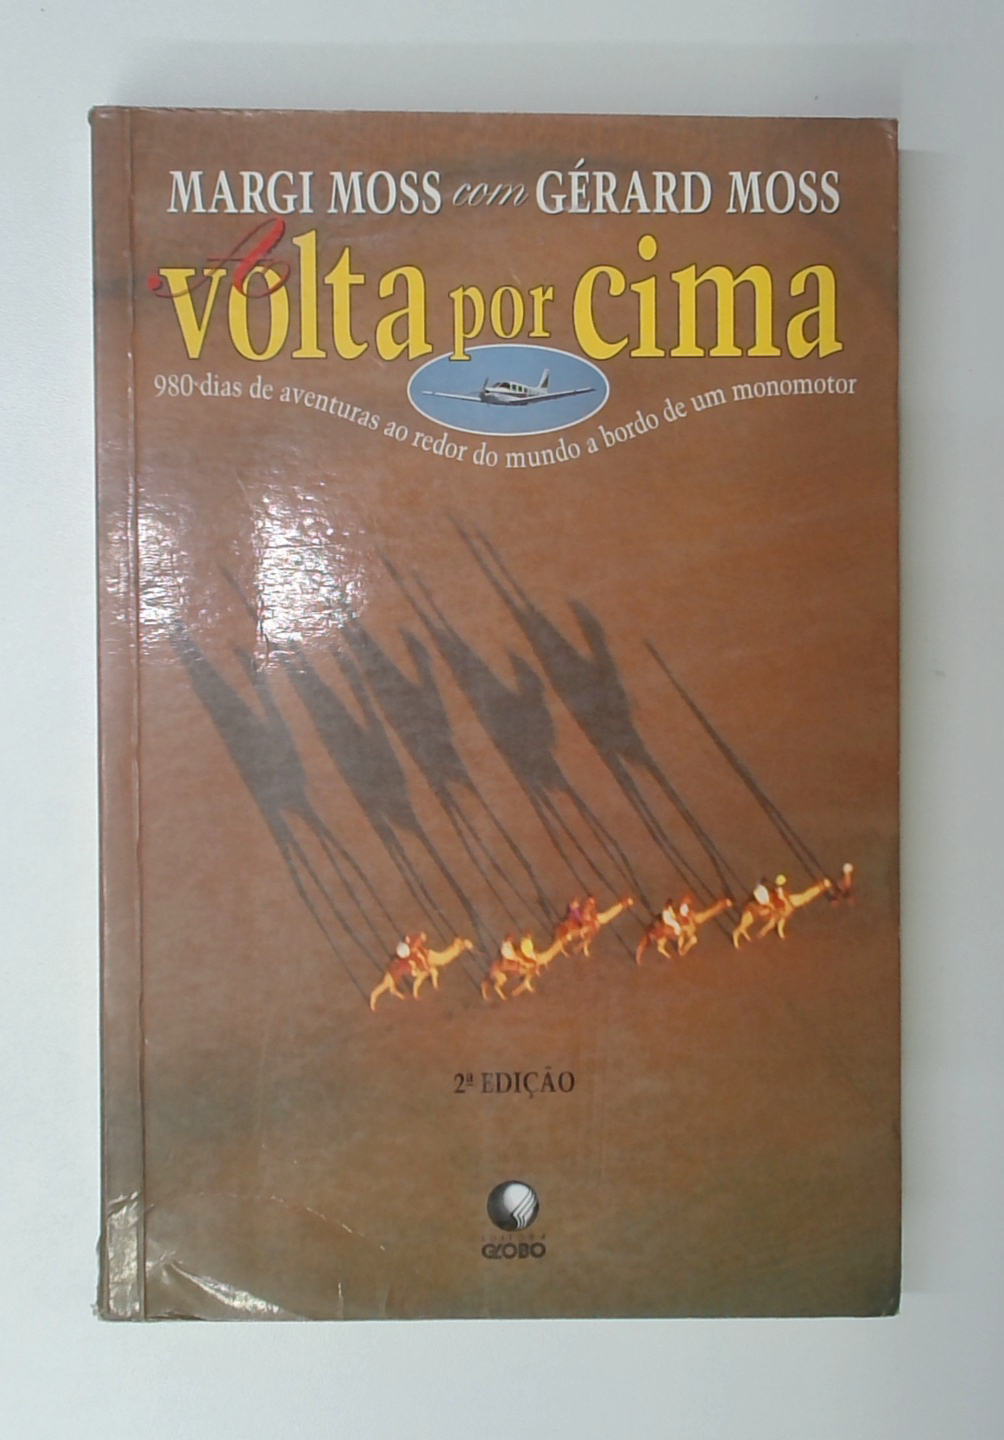 MARGI MOSS com GÉRARD MOSS
A volta por cima
980 dias de aventuras ao redor do mundo a bordo de um monomotor
2ª EDIÇÃO
EDITORA
GLOBO